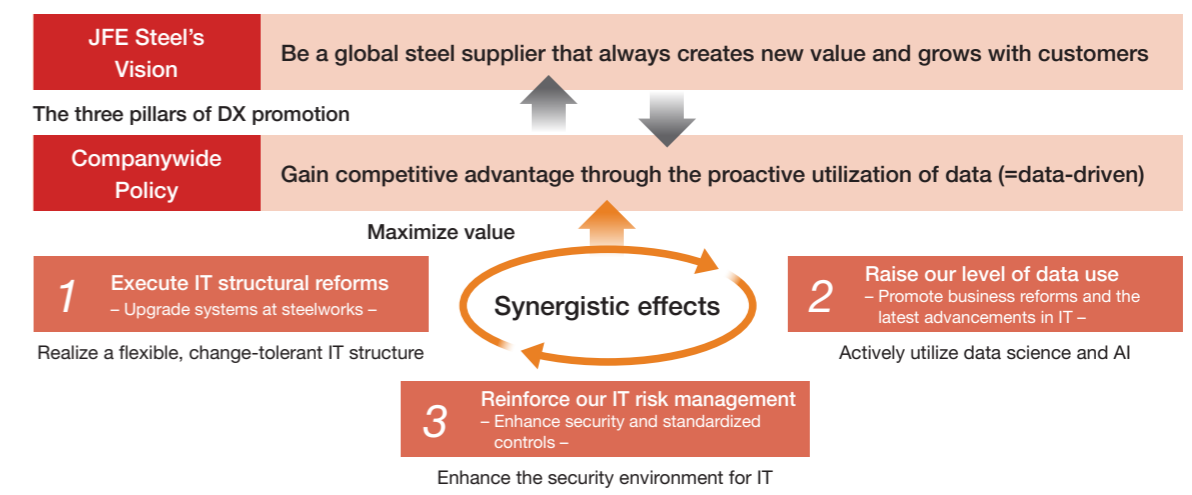 JFE Steel's
Vision
Be a global steel supplier that always creates new value and grows with customers
The three pillars of DX promotion
Companywide
Policy
Gain competitive advantage through the proactive utilization of data (=data-driven)
Maximize value
1
Execute IT structural reforms
– Upgrade systems at steelworks –
Realize a flexible, change-tolerant IT structure
Synergistic effects
2
Raise our level of data use
– Promote business reforms and the
latest advancements in IT –
Actively utilize data science and AI
3
Reinforce our IT risk management
– Enhance security and standardized
controls –
Enhance the security environment for IT